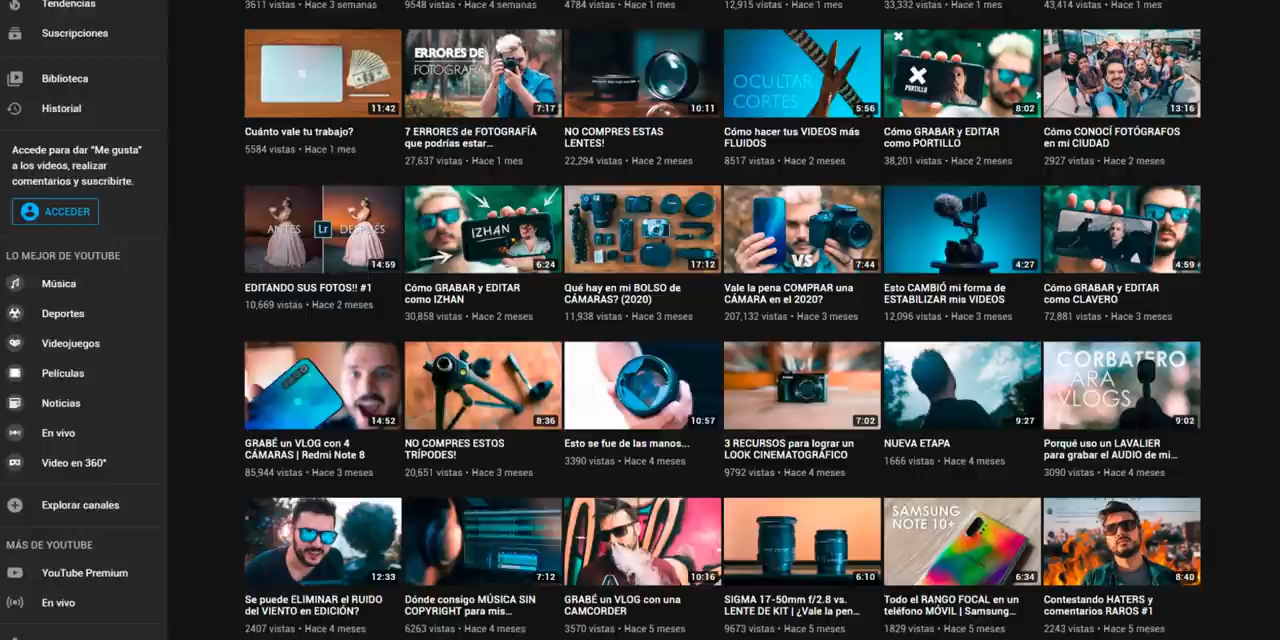 Tendencias
3611 vistas • Hace 3 semanas
9548 vistas • Hace 4 semanas
4784 vistas • Hace 1 mes
12,915 vistas • Hace 1 mes
33,332 vistas • Hace 1 mes
43,414 vistas • Hace 1 mes
Suscripciones
Biblioteca
Historial
Accede para dar "Me gusta"
a los videos, realizar
comentarios y suscribirte.
ACCEDER
LO MEJOR DE YOUTUBE
Música
Deportes
Videojuegos
Películas
Noticias
En vivo
Video en 360°
Explorar canales
MÁS DE YOUTUBE
YouTube Premium
En vivo
11:42
Cuánto vale tu trabajo?
5584 vistas • Hace 1 mes
ERRORES DE
FOTOGRAFÍA
7:17
7 ERRORES de FOTOGRAFÍA
que podrías estar...
27,637 vistas • Hace 1 mes
10:11
NO COMPRES ESTAS
LENTES!
22,294 vistas • Hace 2 meses
OCULTAR
CORTES
5:56
Cómo hacer tus VIDEOS más
FLUIDOS
8517 vistas • Hace 2 meses
PORTILLO
8:02
Cómo GRABAR y EDITAR
como PORTILLO
38,201 vistas • Hace 2 meses
13:16
Cómo CONOCÍ FOTÓGRAFOS
en mi CIUDAD
2927 vistas • Hace 2 meses
ANTES
Lr
DESPUÉS
14:59
EDITANDO SUS FOTOS!! #1
10,669 vistas • Hace 2 meses
IZHAN
6:24
Cómo GRABAR y EDITAR
como IZHAN
30,858 vistas • Hace 2 meses
17:12
Qué hay en mi BOLSO de
CÁMARAS? (2020)
11,938 vistas • Hace 3 meses
VS
7:44
Vale la pena COMPRAR una
CÁMARA en el 2020?
207,132 vistas • Hace 3 meses
4:27
Esto CAMBIÓ mi forma de
ESTABILIZAR mis VIDEOS
12,096 vistas • Hace 3 meses
4:59
Cómo GRABAR y EDITAR
como CLAVERO
72,881 vistas • Hace 3 meses
14:52
GRABÉ un VLOG con 4
CÁMARAS | Redmi Note 8
85,944 vistas • Hace 3 meses
8:36
NO COMPRES ESTOS
TRÍPODES!
20,651 vistas • Hace 3 meses
10:57
Esto se fue de las manos...
3390 vistas • Hace 4 meses
Canon
7:02
3 RECURSOS para lograr un
LOOK CINEMATOGRÁFICO
9792 vistas • Hace 4 meses
9:27
NUEVA ETAPA
1666 vistas • Hace 4 meses
CORBATERO
ARA
VLOGS
9:02
Porqué uso un LAVALIER
para grabar el AUDIO de mi...
3090 vistas • Hace 4 meses
12:33
Se puede ELIMINAR el RUIDO
del VIENTO en EDICIÓN?
2407 vistas • Hace 4 meses
7:12
Dónde consigo MÚSICA SIN
COPYRIGHT para mis...
6263 vistas • Hace 4 meses
10:16
GRABÉ un VLOG con una
CAMCORDER
3570 vistas • Hace 5 meses
6:10
SIGMA 17-50mm f/2.8 vs.
LENTE DE KIT | ¿Vale la pen...
9673 vistas • Hace 5 meses
SAMSUNG
NOTE 10+
6:34
Todo el RANGO FOCAL en un
teléfono MÓVIL | Samsung...
1829 vistas • Hace 5 meses
8:40
Contestando HATERS y
comentarios RAROS #1
2243 vistas • Hace 5 meses